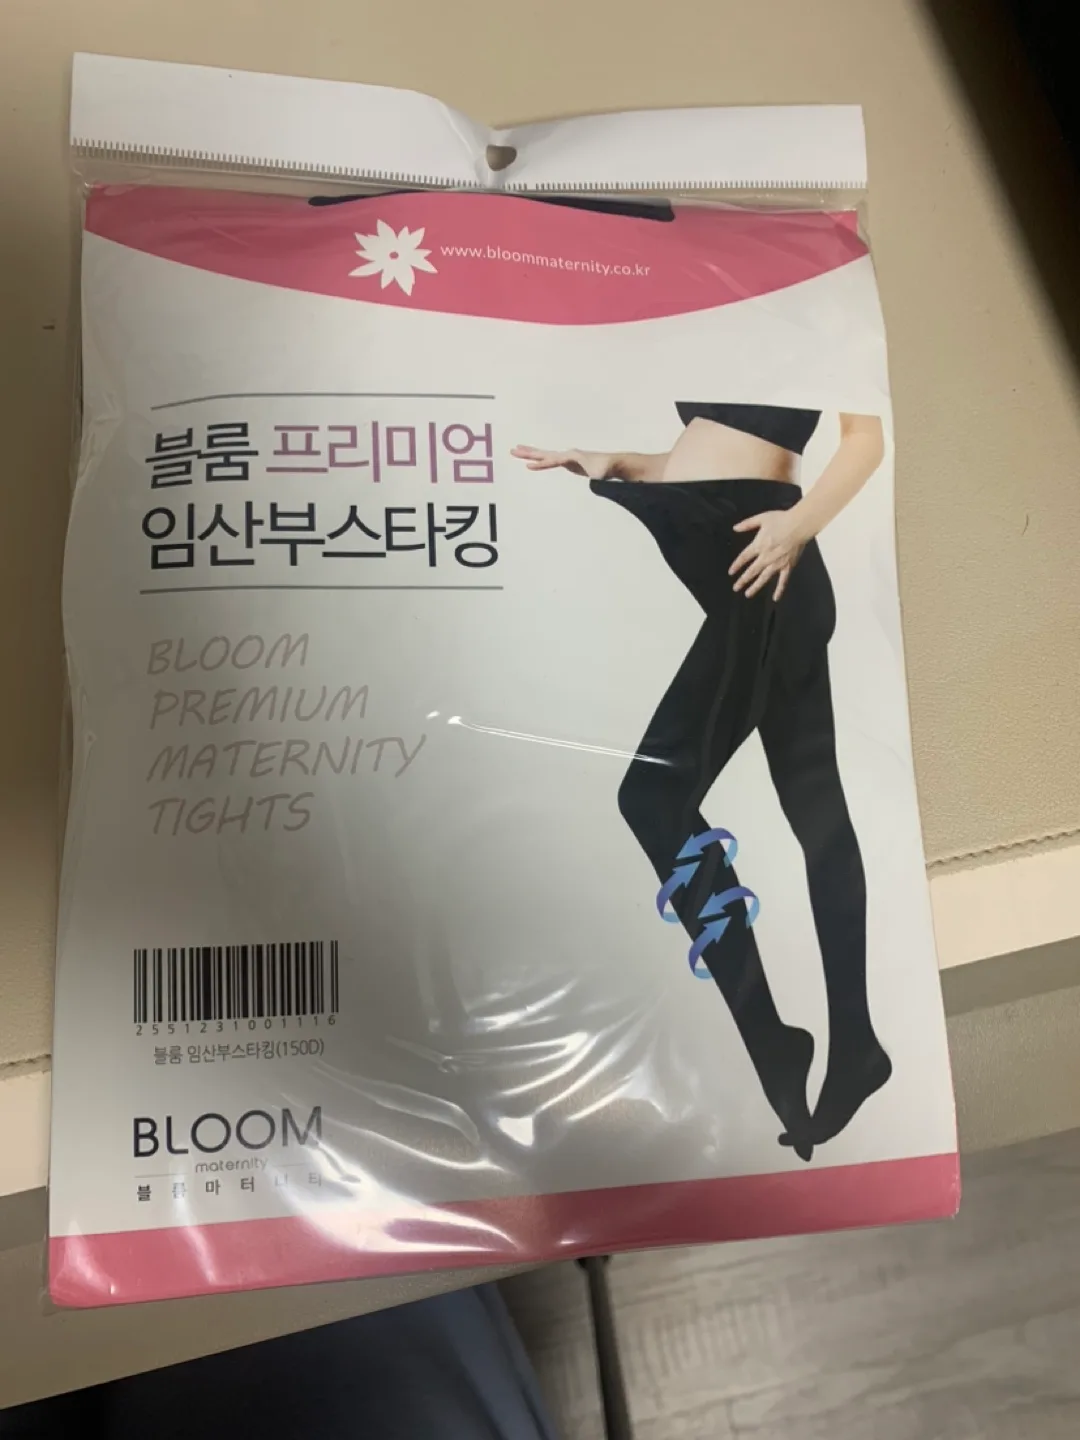 www.bloommaternity.co.kr
블룸 프리미엄
임산부스타킹
BLOOM
PREMIUM
MATERNITY
TIGHTS
2551231001116
블룸 임산부스타킹(150D)
BLOOM
maternity
블룸마터니티